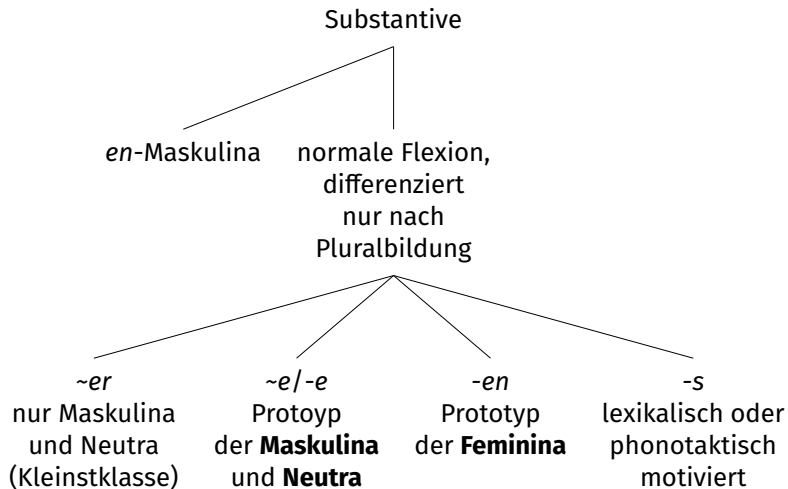 Substantive
en-Maskulina
normale Flexion,
differenziert
nur nach
Pluralbildung
~er
nur Maskulina
und Neutra
(Kleinstklasse)
~e/-e
Protoyp
der Maskulina
und Neutra
-en
Prototyp
der Feminina
-s
lexikalisch oder
phonotaktisch
motiviert